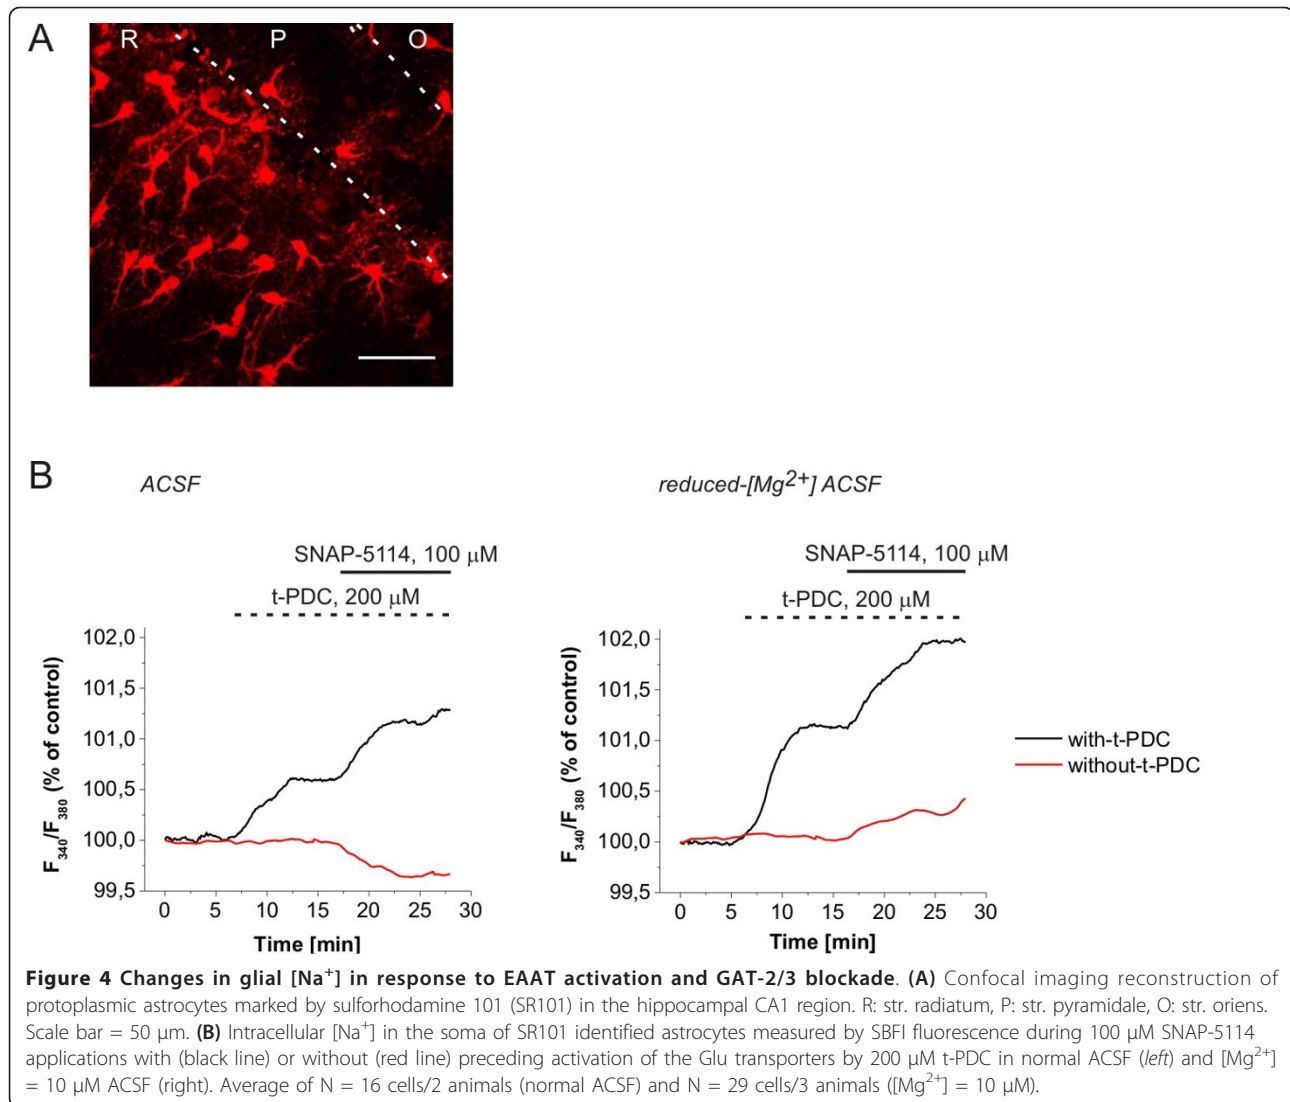 A
R P O
B
ACSF
reduced-[Mg2+] ACSF
SNAP-5114, 100 μM
t-PDC, 200 μM
102,0
101,5
101,0
100,5
100,0
99,5
F340/F380 (% of control)
0 5 10 15 20 25 30
Time [min]
SNAP-5114, 100 μM
t-PDC, 200 μM
102,0
101,5
101,0
100,5
100,0
99,5
F340/F380 (% of control)
0 5 10 15 20 25 30
Time [min]
with-t-PDC
without-t-PDC
Figure 4 Changes in glial [Na+] in response to EAAT activation and GAT-2/3 blockade. (A) Confocal imaging reconstruction of
protoplasmic astrocytes marked by sulforhodamine 101 (SR101) in the hippocampal CA1 region. R: str. radiatum, P: str. pyramidale, O: str. oriens.
Scale bar = 50 μm. (B) Intracellular [Na+] in the soma of SR101 identified astrocytes measured by SBFI fluorescence during 100 μM SNAP-5114
applications with (black line) or without (red line) preceding activation of the Glu transporters by 200 μM t-PDC in normal ACSF (left) and [Mg2+]
= 10 μM ACSF (right). Average of N = 16 cells/2 animals (normal ACSF) and N = 29 cells/3 animals ([Mg2+] = 10 μM).